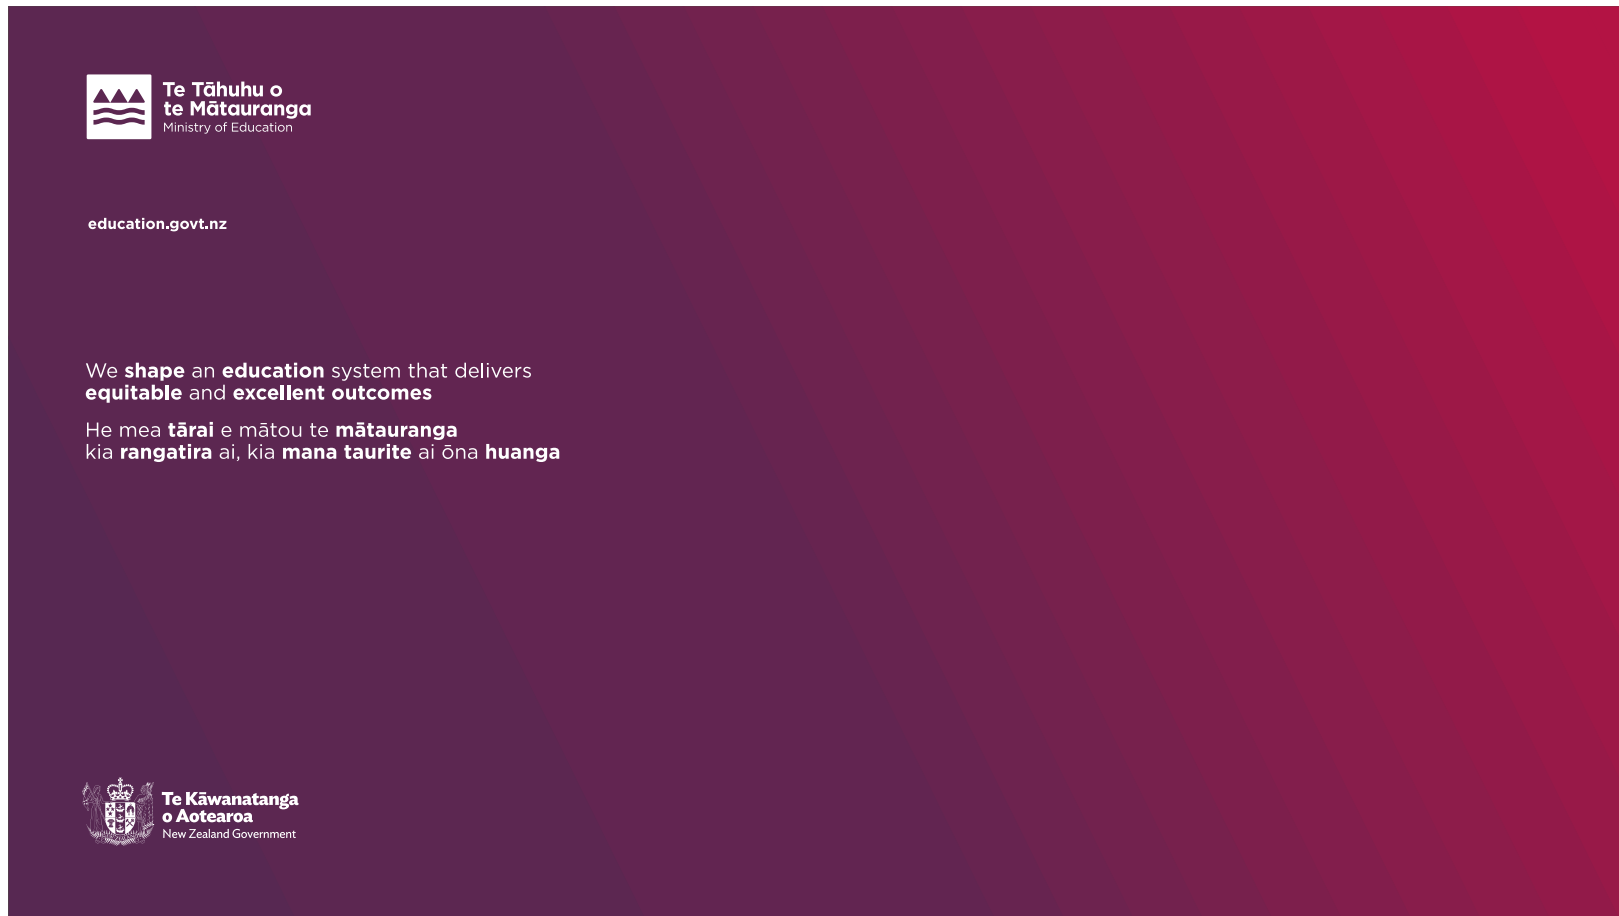 Te Tāhuhu o
te Mātauranga
Ministry of Education
education.govt.nz
We shape an education system that delivers
equitable and excellent outcomes
He mea tārai e mātou te mātauranga
kia rangatira ai, kia mana taurite ai ōna huanga
Te Kāwanatanga
o Aotearoa
New Zealand Government